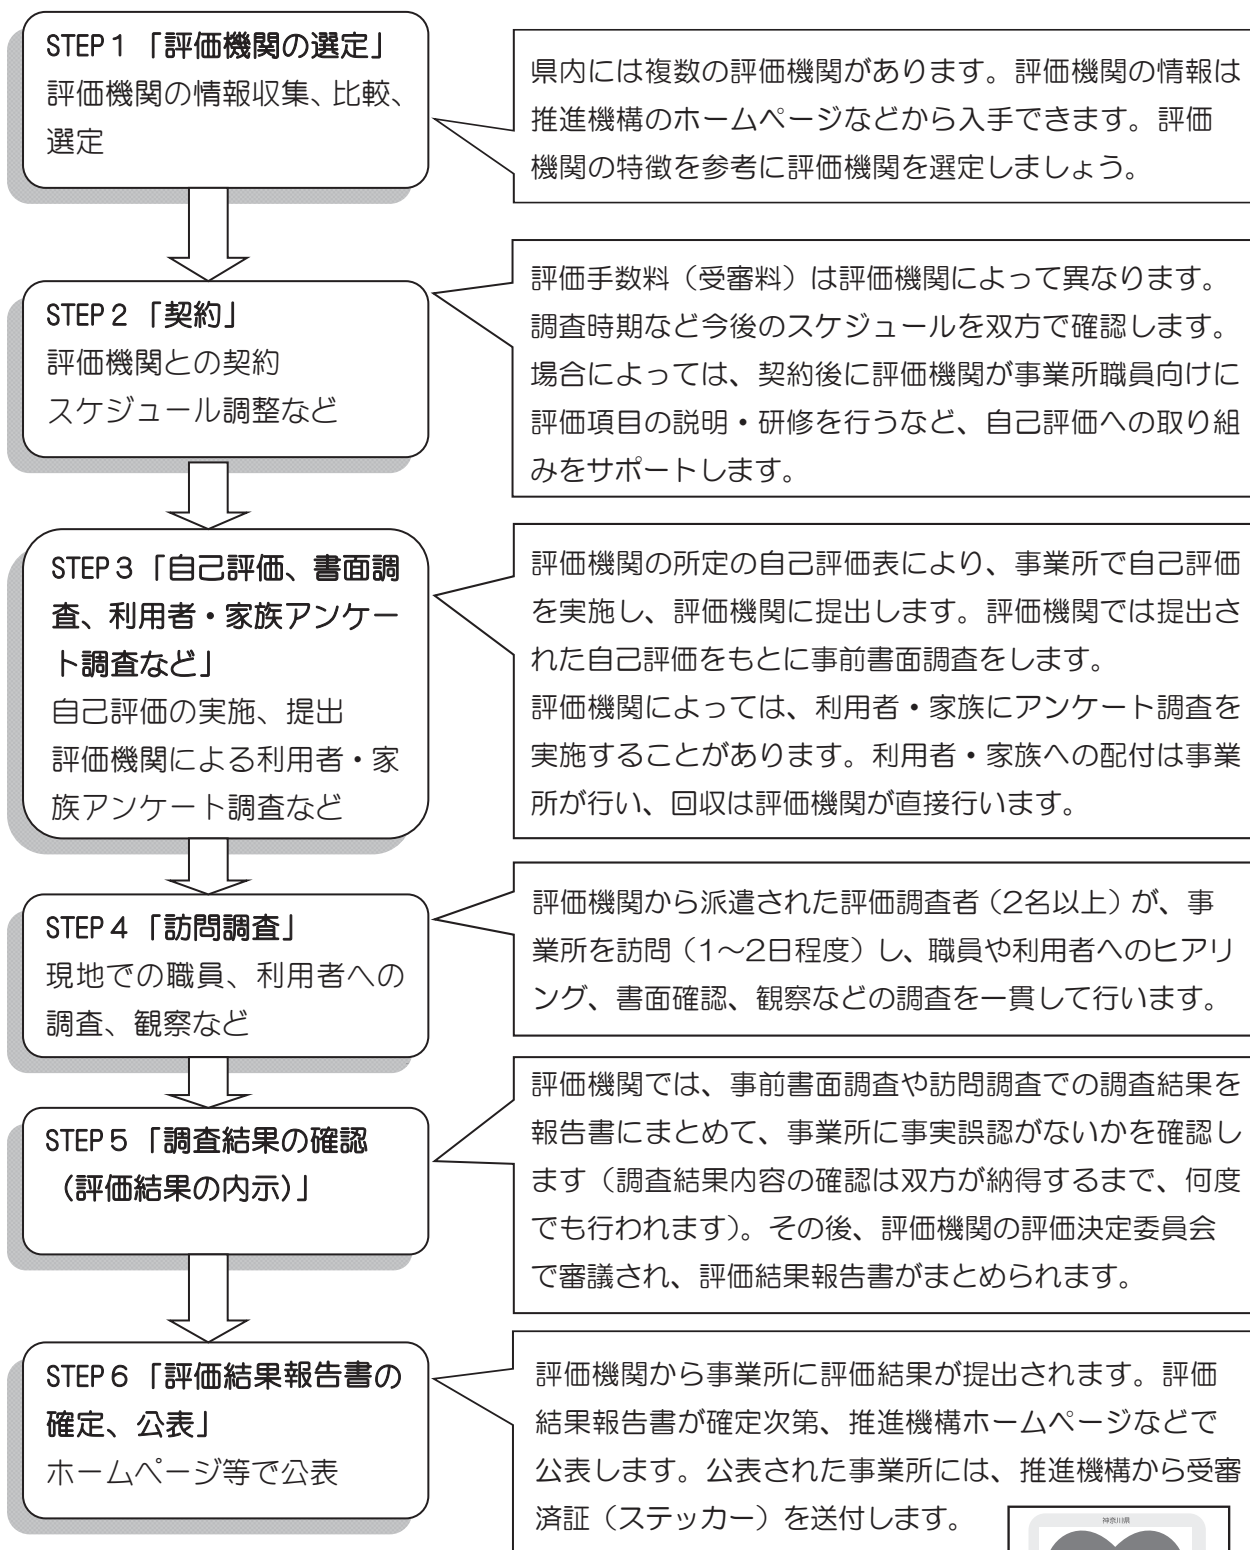 STEP1「評価機関の選定」
評価機関の情報収集、比較、
選定
県内には複数の評価機関があります。評価機関の情報は
推進機構のホームページなどから入手できます。評価
機関の特徴を参考に評価機関を選定しましょう。
STEP2「契約」
評価機関との契約
スケジュール調整など
評価手数料（受審料）は評価機関によって異なります。
調査時期など今後のスケジュールを双方で確認します。
場合によっては、契約後に評価機関が事業所職員向けに
評価項目の説明・研修を行うなど、自己評価への取り組
みをサポートします。
STEP3「自己評価、書面調
査、利用者・家族アンケー
ト調査など」
自己評価の実施、提出
評価機関による利用者・家
族アンケート調査など
評価機関の所定の自己評価表により、事業所で自己評価
を実施し、評価機関に提出します。評価機関では提出さ
れた自己評価をもとに事前書面調査をします。
評価機関によっては、利用者・家族にアンケート調査を
実施することがあります。利用者・家族への配付は事業
所が行い、回収は評価機関が直接行います。
STEP4「訪問調査」
現地での職員、利用者への
調査、観察など
評価機関から派遣された評価調査者（2名以上）が、事
業所を訪問（1～2日程度）し、職員や利用者へのヒアリ
ング、書面確認、観察などの調査を一貫して行います。
STEP5「調査結果の確認
（評価結果の内示）」
評価機関では、事前書面調査や訪問調査での調査結果を
報告書にまとめて、事業所に事実誤認がないかを確認し
ます（調査結果内容の確認は双方が納得するまで、何度
でも行われます）。その後、評価機関の評価決定委員会
で審議され、評価結果報告書がまとめられます。
STEP6「評価結果報告書の
確定、公表」
ホームページ等で公表
評価機関から事業所に評価結果が提出されます。評価
結果報告書が確定次第、推進機構ホームページなどで
公表します。公表された事業所には、推進機構から受審
済証（ステッカー）を送付します。
神奈川県